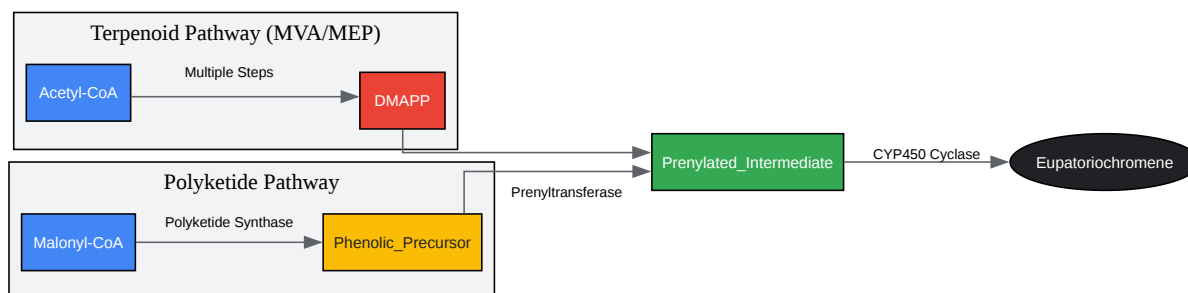 Terpenoid Pathway (MVA/MEP)
Acetyl-CoA
Multiple Steps
DMAPP
Polyketide Pathway
Malonyl-CoA
Polyketide Synthase
Phenolic_Precursor
Prenyltransferase
Prenylated_Intermediate
CYP450 Cyclase
Eupatoriochromene